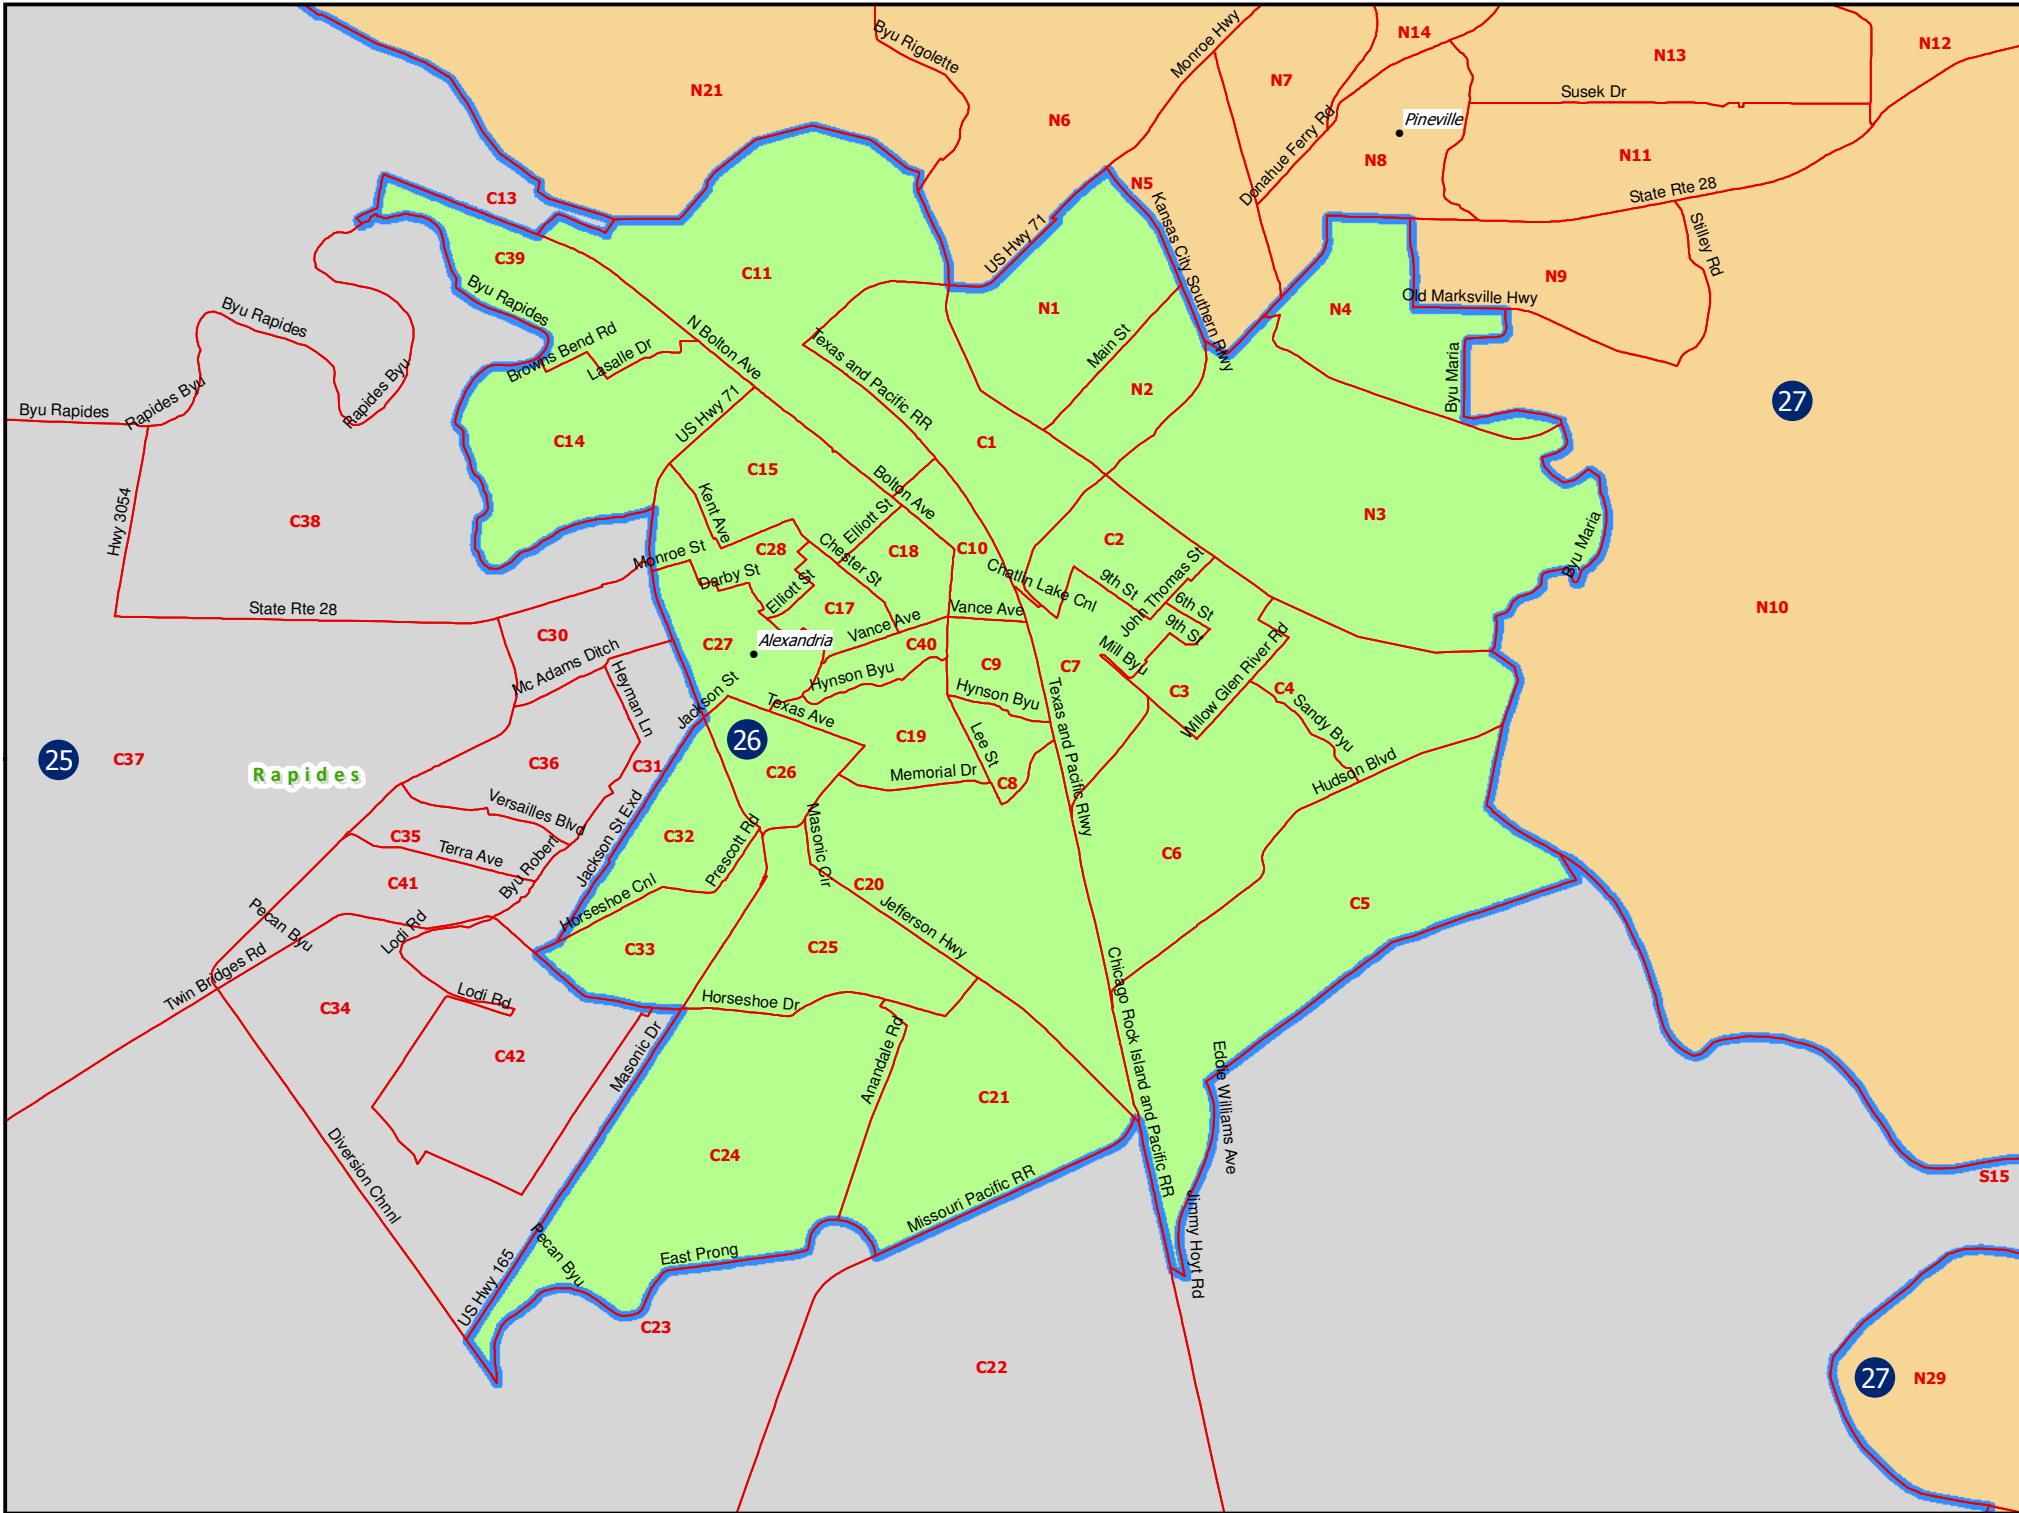 Byu Rigolette
Monroe Hwy
N14
N12
N13
N7
N21
N6
Susek Dr
Pineville
Donahue Ferry Rd
N8
N11
C13
N5
State Rte 28
Kansas City Southern Rlwy
Stilley Rd
US Hwy 71
C39
C11
N9
Byu Rapides
Old Marksville Hwy
N1
N4
Byu Rapides
N Bolton Ave
Main St
Texas and Pacific RR
Browns Bend Rd
Lasalle Dr
Byu Maria
Rapides Byu
N2
27
Rapides Byu
Byu Rapides
US Hwy 71
C14
C1
C15
Bolton Ave
Kent Ave
Hwy 3054
C38
Elliott St
N3
C2
Byu Maria
Monroe St
C28
Chester St
C18
C10
Chatlin Lake Cnl
9th St
John Thomas St
Darby St
Elliott St
6th St
State Rte 28
C17
Vance Ave
Vance Ave
9th St
N10
C30
Alexandria
C27
C40
Mill Byu
Mc Adams Ditch
C9
C7
Willow Glen River Rd
Heyman Ln
Hynson Byu
C3
C4
Jackson St
Texas Ave
Hynson Byu
Sandy Byu
25
C37
26
C19
Lee St
Texas and Pacific Rlwy
Rapides
C36
C31
C26
Memorial Dr
C8
Hudson Blvd
Versailles Blvd
Jackson St Exd
C35
C32
Prescott Rd
Masonic Cir
Terra Ave
Byu Robert
C6
C41
C20
Horseshoe Cnl
C5
Pecan Byu
Lodi Rd
Jefferson Hwy
C33
C25
Twin Bridges Rd
Lodi Rd
Horseshoe Dr
Chicago Rock Island and Pacific RR
C34
C42
Masonic Dr
Anandale Rd
Eddie Williams Ave
C21
C24
Diversion Chnnl
S15
Missouri Pacific RR
Jimmy Hoyt Rd
Pecan Byu
East Prong
US Hwy 165
C23
C22
27
N29